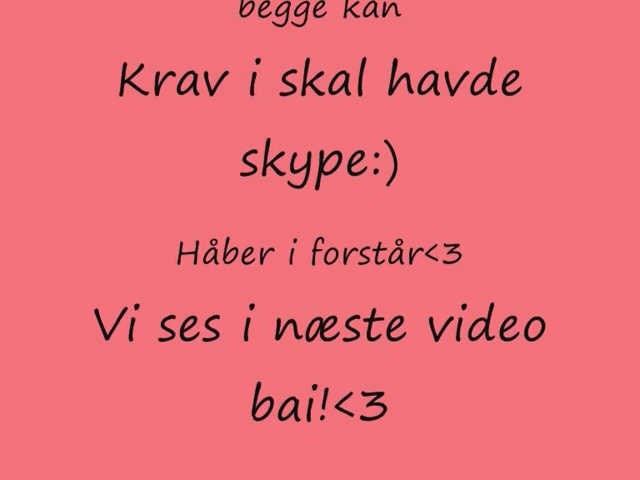 begge kan
Krav i skal havde
skype:)
Håber i forstår<3
Vi ses i næste video
bai!<3